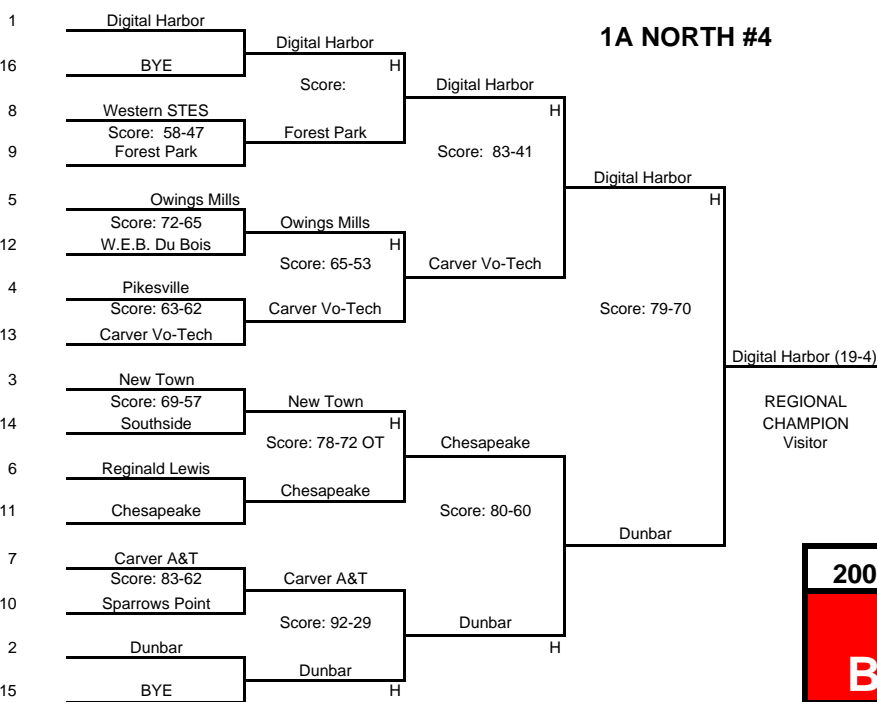 1 Digital Harbor
1A NORTH #4
Digital Harbor
16 BYE H
Score: Digital Harbor
8 Western STES H
Score: 58-47 Forest Park
9 Forest Park Score: 83-41
Digital Harbor
5 Owings Mills H
Score: 72-65 Owings Mills
12 W.E.B. Du Bois H
Score: 65-53 Carver Vo-Tech
4 Pikesville
Score: 63-62 Carver Vo-Tech Score: 79-70
13 Carver Vo-Tech
Digital Harbor (19-4)
3 New Town
Score: 69-57 New Town REGIONAL
14 Southside H CHAMPION
Score: 78-72 OT Chesapeake Visitor
6 Reginald Lewis
Chesapeake
11 Chesapeake Score: 80-60
Dunbar
7 Carver A&T
Score: 83-62 Carver A&T 200
10 Sparrows Point
Score: 92-29 Dunbar
2 Dunbar H
Dunbar B
15 BYE H